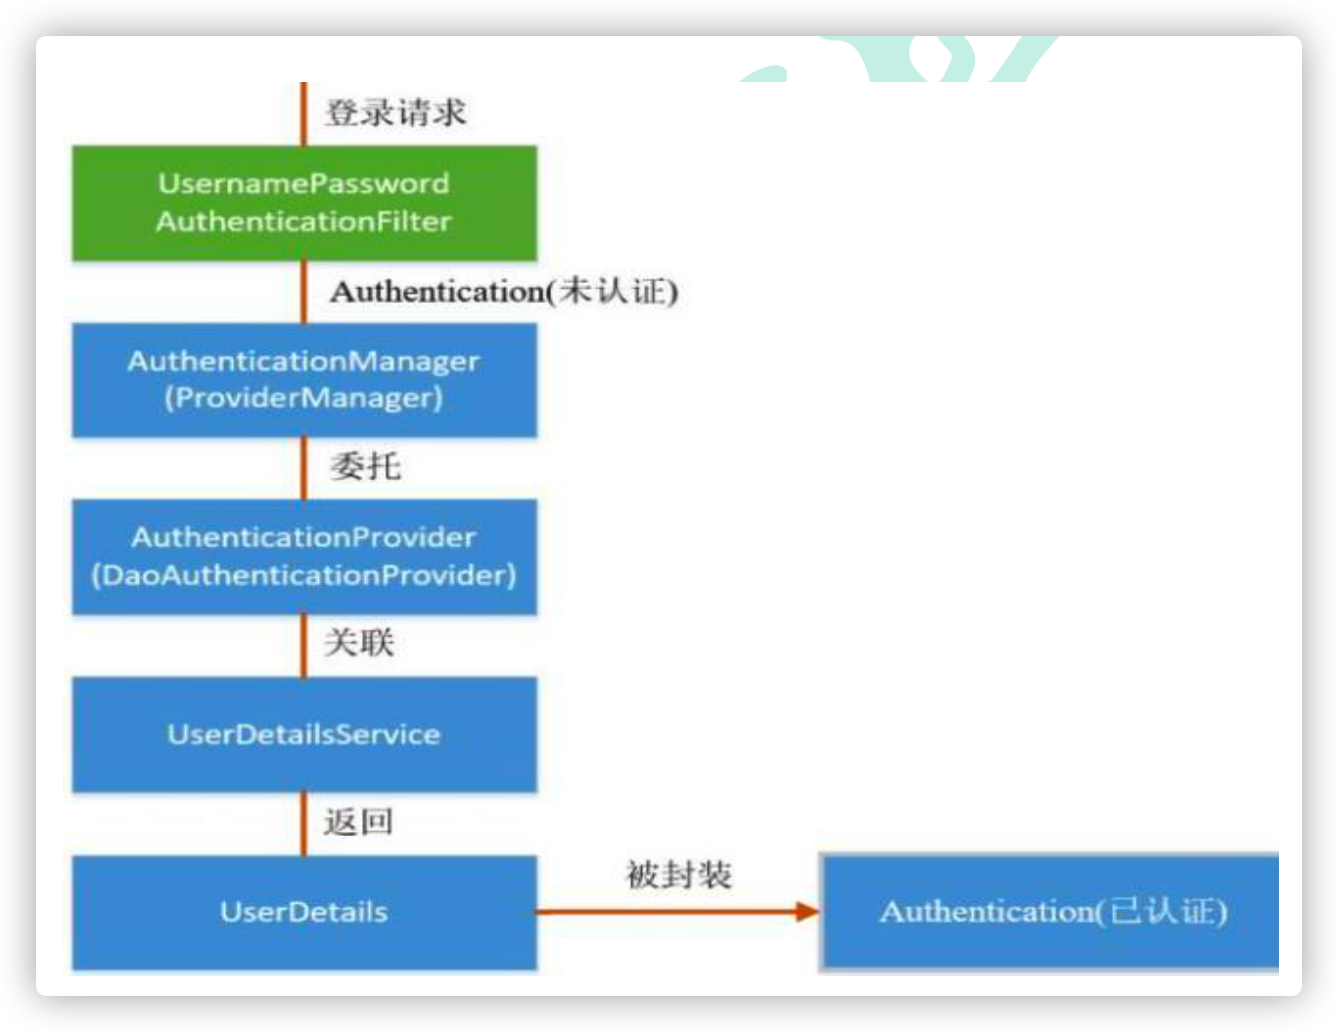 登录请求
UsernamePassword
AuthenticationFilter
Authentication(未认证)
AuthenticationManager
(ProviderManager)
委托
AuthenticationProvider
(DaoAuthenticationProvider)
关联
UserDetailsService
返回
UserDetails
被封装
Authentication(已认证)